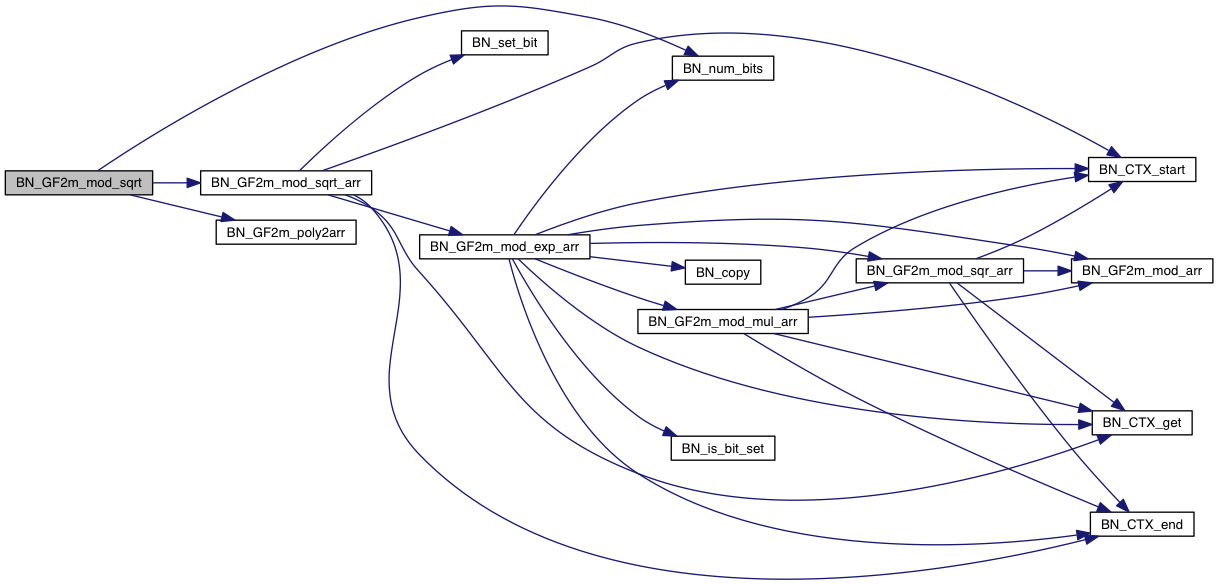 BN_set_bit
BN_num_bits
BN_GF2m_mod_sqrt
BN_GF2m_mod_sqrt_arr
BN_CTX_start
BN_GF2m_poly2arr
BN_GF2m_mod_exp_arr
BN_copy
BN_GF2m_mod_sqr_arr
BN_GF2m_mod_arr
BN_GF2m_mod_mul_arr
BN_CTX_get
BN_is_bit_set
BN_CTX_end